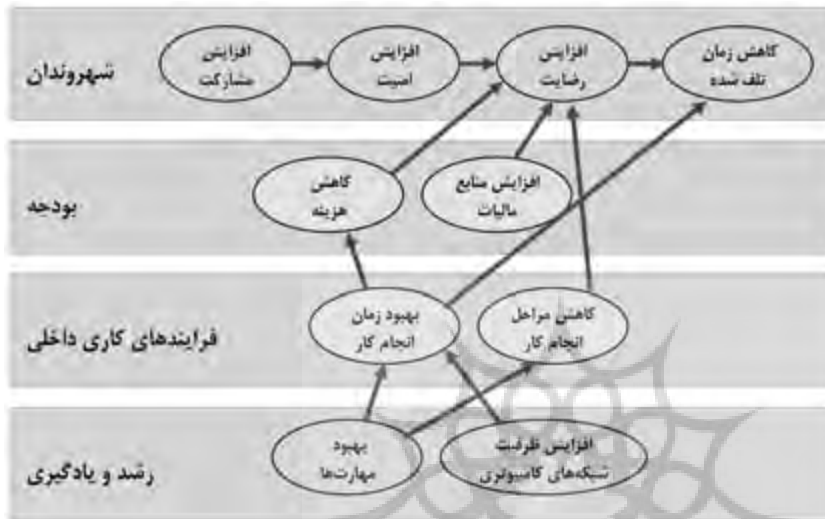 شهروندان
کاهش زمان
تلف شده
افزایش
رضایت
افزایش
امنیت
افزایش
مشارکت
بودجه
افزایش منابع
مالیات
کاهش
هزینه
فرایندهای کاری داخلی
کاهش مراحل
انجام کار
بهبود زمان
انجام کار
رشد و یادگیری
افزایش ظرفیت
شبکه‌های کامپیوتری
بهبود
مهارت‌ها